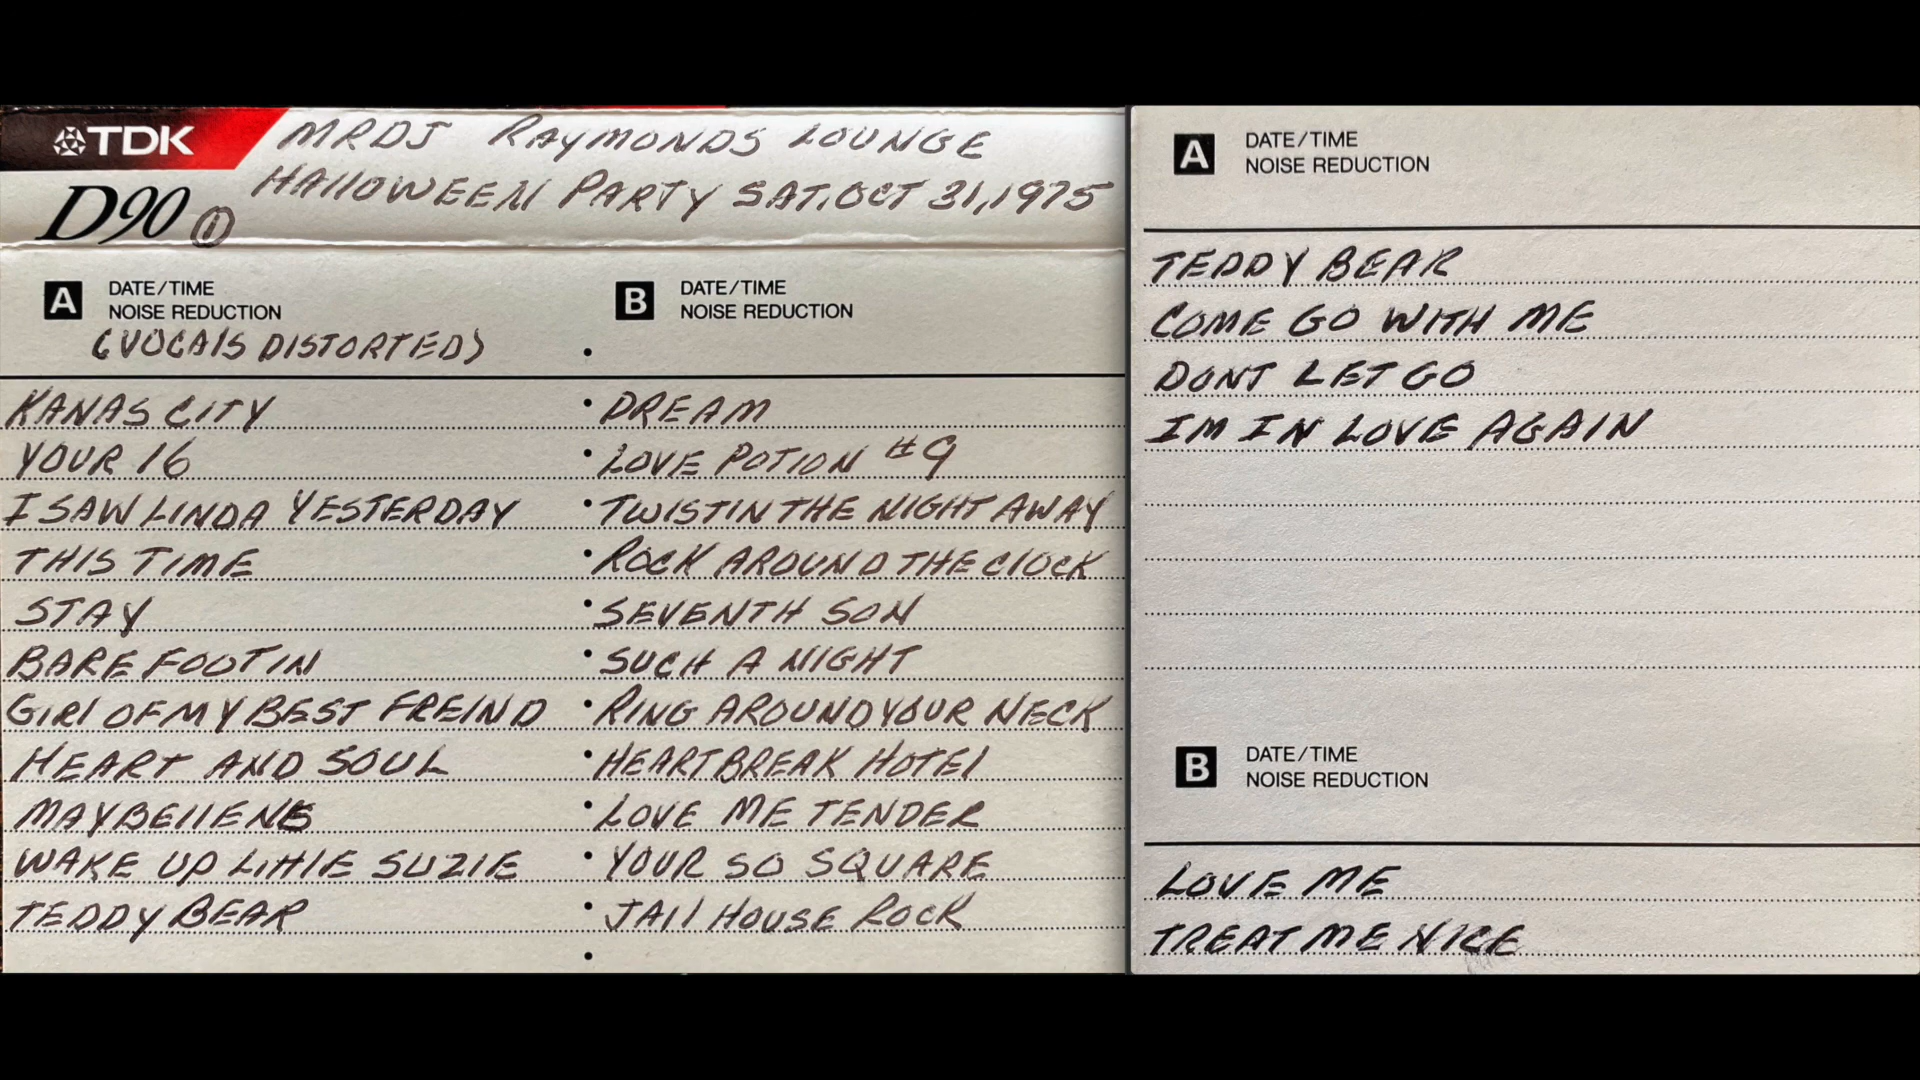 TDK
MRDJ RAYMONDS LOUNGE
HALLOWEEN PARTY SAT, OCT 31, 1975
D90 ①
A DATE/TIME
NOISE REDUCTION
(VOCALS DISTORTED)
KANAS CITY
YOUR 16
I SAW LINDA YESTERDAY
THIS TIME
STAY
BARE FOOTIN
GIRL OF MY BEST FREIND
HEART AND SOUL
MAYBELLENE
WAKE UP LITTLE SUZIE
TEDDY BEAR
B DATE/TIME
NOISE REDUCTION
DREAM
LOVE POTION #9
TWISTIN THE NIGHT AWAY
ROCK AROUND THE CLOCK
SEVENTH SON
SUCH A NIGHT
RING AROUND YOUR NECK
HEARTBREAK HOTEL
LOVE ME TENDER
YOUR SO SQUARE
JAIL HOUSE ROCK
A DATE/TIME
NOISE REDUCTION
TEDDY BEAR
COME GO WITH ME
DONT LET GO
IM IN LOVE AGAIN
B DATE/TIME
NOISE REDUCTION
LOVE ME
TREAT ME NICE